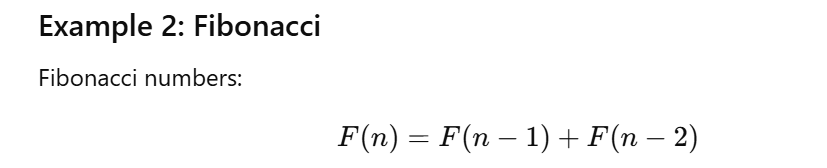 Example 2: Fibonacci
Fibonacci numbers:
F(n) = F(n − 1) + F(n − 2)